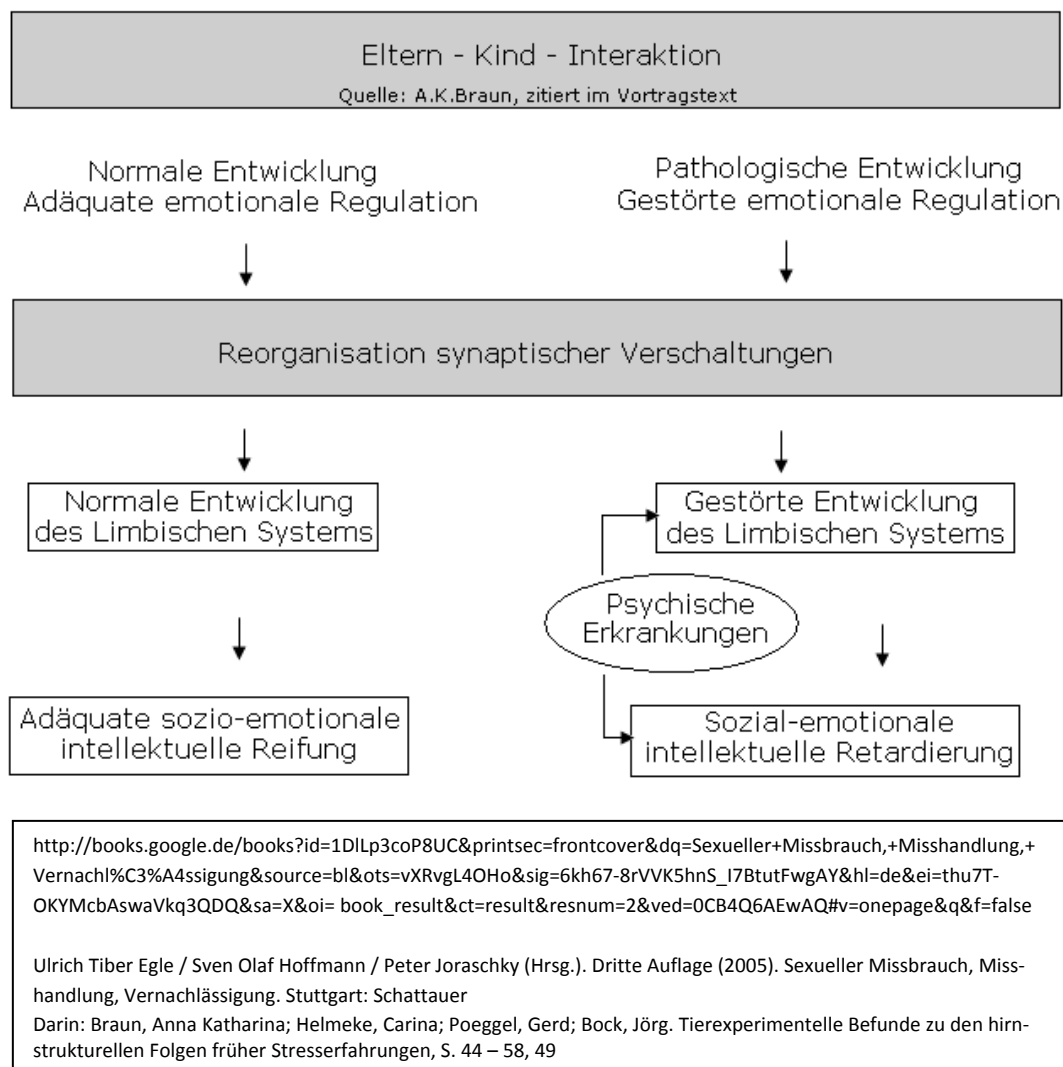 Eltern - Kind - Interaktion
Quelle: A.K.Braun, zitiert im Vortragstext
Normale Entwicklung
Adäquate emotionale Regulation
Pathologische Entwicklung
Gestörte emotionale Regulation
Reorganisation synaptischer Verschaltungen
Normale Entwicklung
des Limbischen Systems
Gestörte Entwicklung
des Limbischen Systems
Psychische
Erkrankungen
Adäquate sozio-emotionale
intellektuelle Reifung
Sozial-emotionale
intellektuelle Retardierung
http://books.google.de/books?id=1DlLp3coP8UC&printsec=frontcover&dq=Sexueller+Missbrauch,+Misshandlung,+
Vernachl%C3%A4ssigung&source=bl&ots=vXRvgL4OHo&sig=6kh67-8rVVK5hnS_I7BtutFwgAY&hl=de&ei=thu7T-
OKYMcbAswaVkq3QDQ&sa=X&oi= book_result&ct=result&resnum=2&ved=0CB4Q6AEwAQ#v=onepage&q&f=false
Ulrich Tiber Egle / Sven Olaf Hoffmann / Peter Joraschky (Hrsg.). Dritte Auflage (2005). Sexueller Missbrauch, Miss-
handlung, Vernachlässigung. Stuttgart: Schattauer
Darin: Braun, Anna Katharina; Helmeke, Carina; Poeggel, Gerd; Bock, Jörg. Tierexperimentelle Befunde zu den hirn-
strukturellen Folgen früher Stresserfahrungen, S. 44 – 58, 49